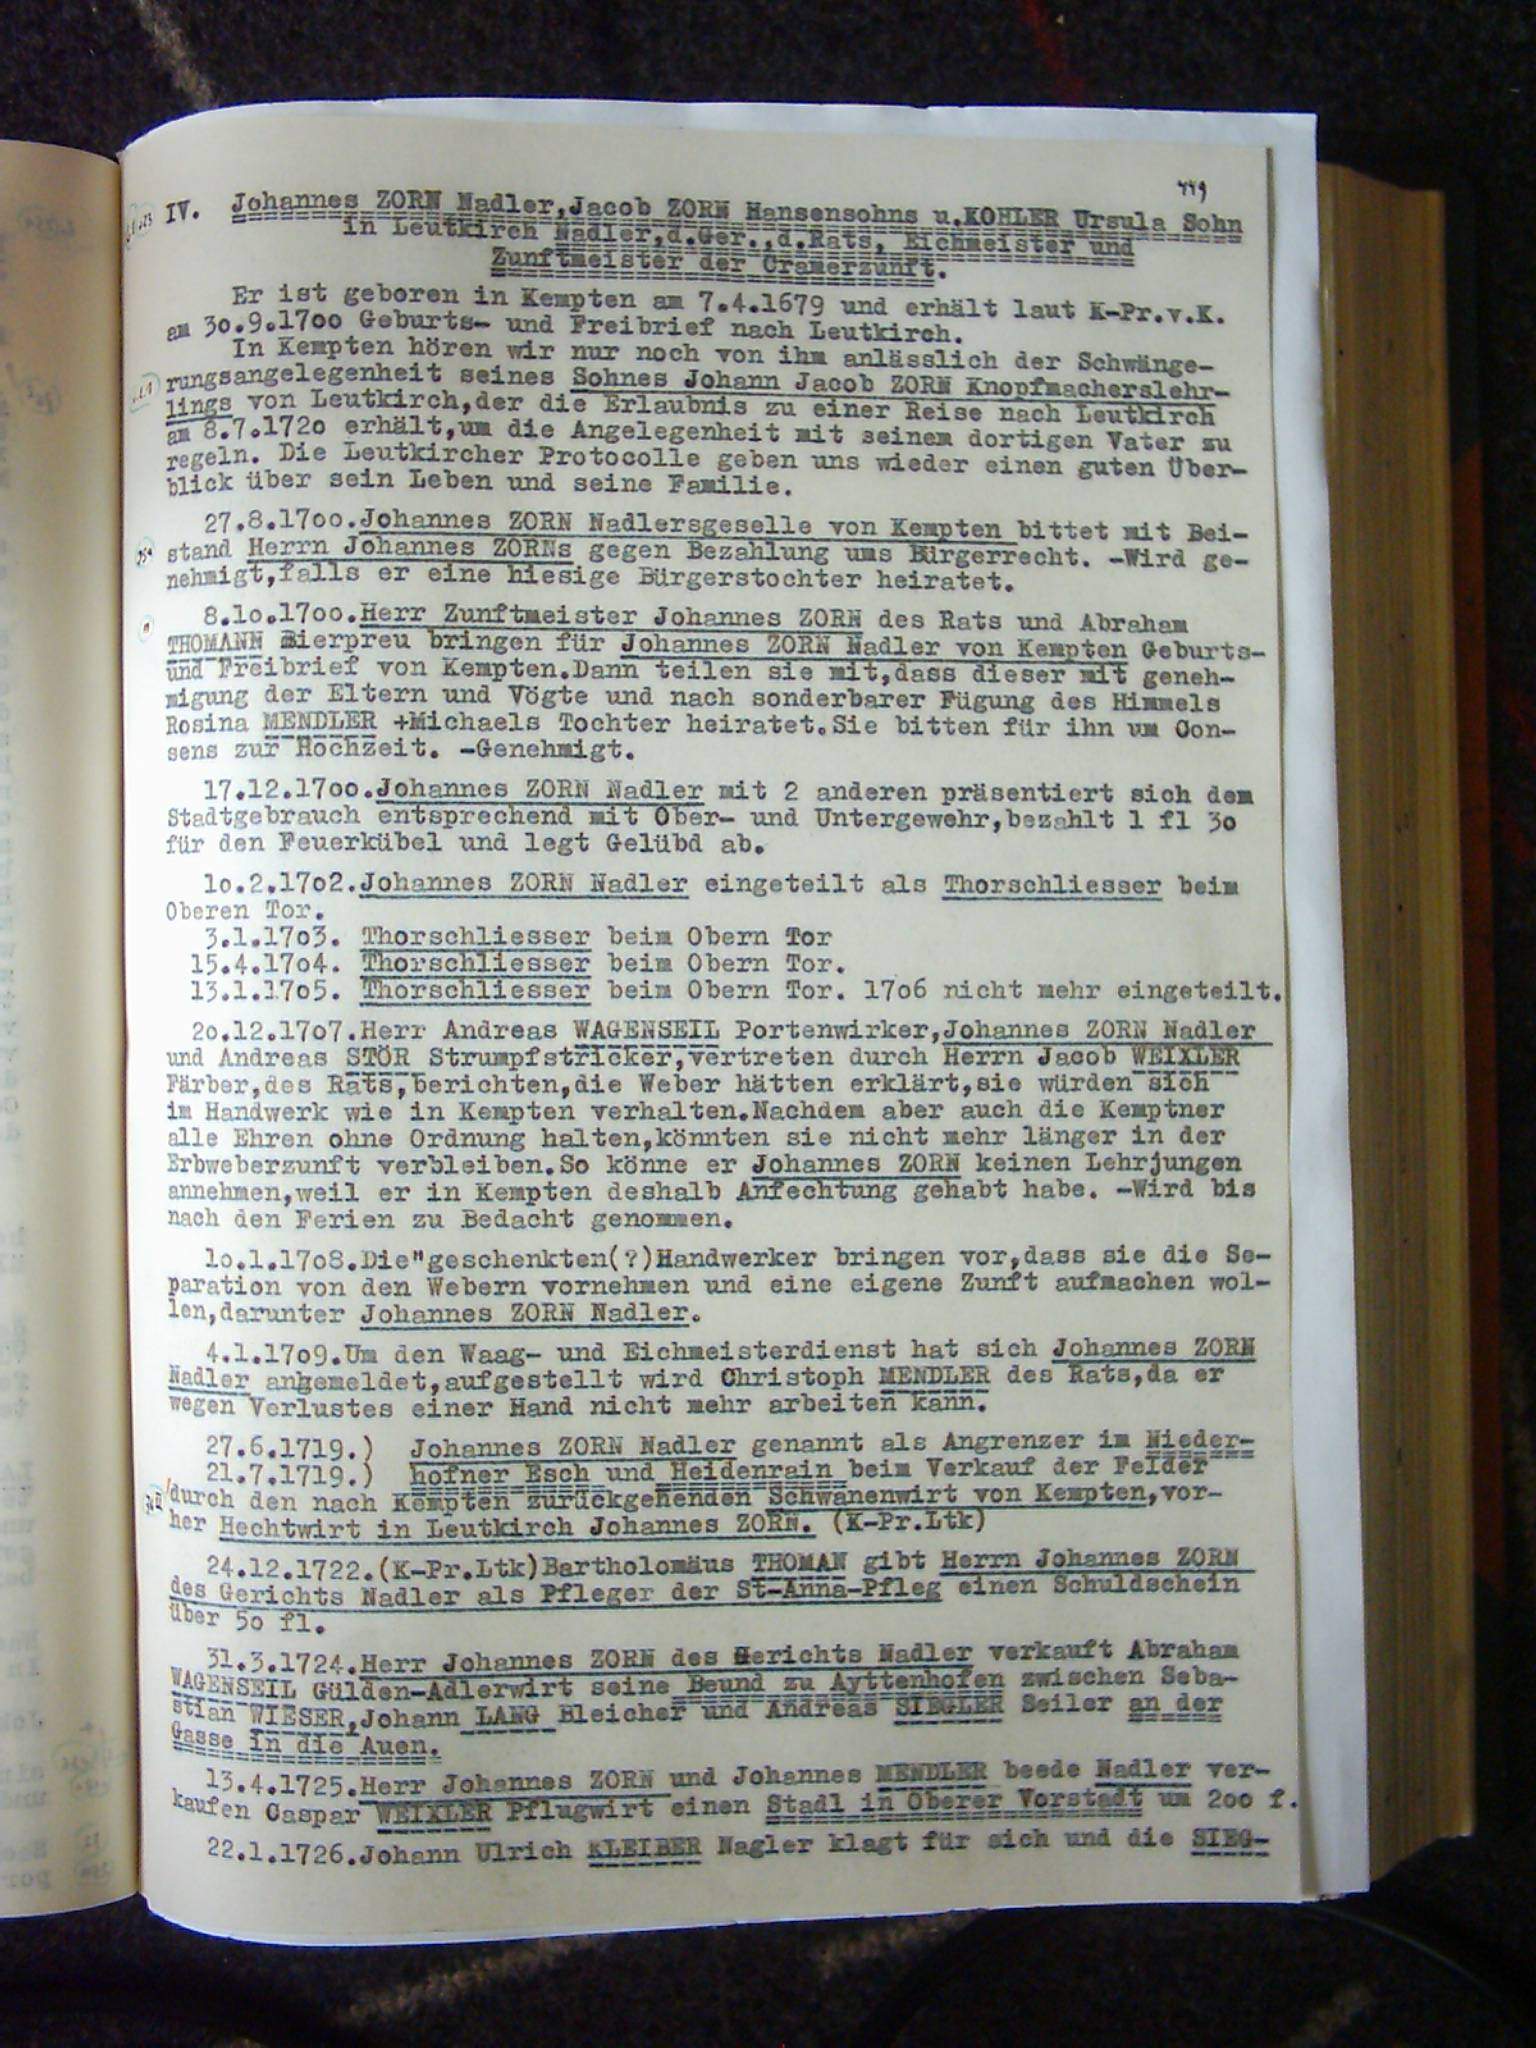 449
IV. Johannes ZORN Nadler,Jacob ZORN Hansensohns u.KOHLER Ursula Sohn
in Leutkirch Nadler,d.Ger.,d.Rats, Eichmeister und
Zunftmeister der Cramerzunft.
Er ist geboren in Kempten am 7.4.1679 und erhält laut K-Pr.v.K.
am 3o.9.17oo Geburts- und Freibrief nach Leutkirch.
In Kempten hören wir nur noch von ihm anlässlich der Schwänge-
rungsangelegenheit seines Sohnes Johann Jacob ZORN Knopfmacherslehr-
lings von Leutkirch,der die Erlaubnis zu einer Reise nach Leutkirch
am 8.7.172o erhält,um die Angelegenheit mit seinem dortigen Vater zu
regeln. Die Leutkircher Protocolle geben uns wieder einen guten Über-
blick über sein Leben und seine Familie.
27.8.17oo.Johannes ZORN Nadlersgeselle von Kempten bittet mit Bei-
stand Herrn Johannes ZORNs gegen Bezahlung ums Bürgerrecht. -Wird ge-
nehmigt,falls er eine hiesige Bürgerstochter heiratet.
8.1o.17oo.Herr Zunftmeister Johannes ZORN des Rats und Abraham
THOMANN Bierpreu bringen für Johannes ZORN Nadler von Kempten Geburts-
und Freibrief von Kempten.Dann teilen sie mit,dass dieser mit geneh-
migung der Eltern und Vögte und nach sonderbarer Fügung des Himmels
Rosina MENDLER +Michaels Tochter heiratet.Sie bitten für ihn um Con-
sens zur Hochzeit. -Genehmigt.
17.12.17oo.Johannes ZORN Nadler mit 2 anderen präsentiert sich dem
Stadtgebrauch entsprechend mit Ober- und Untergewehr,bezahlt 1 fl 3o
für den Feuerkübel und legt Gelübd ab.
1o.2.17o2.Johannes ZORN Nadler eingeteilt als Thorschliesser beim
Oberen Tor.
3.1.17o3. Thorschliesser beim Obern Tor
15.4.17o4. Thorschliesser beim Obern Tor.
13.1.17o5. Thorschliesser beim Obern Tor. 17o6 nicht mehr eingeteilt.
2o.12.17o7.Herr Andreas WAGENSEIL Portenwirker,Johannes ZORN Nadler
und Andreas STÖR Strumpfstricker,vertreten durch Herrn Jacob WEIXLER
Färber,des Rats,berichten,die Weber hätten erklärt,sie würden sich
im Handwerk wie in Kempten verhalten.Nachdem aber auch die Kemptner
alle Ehren ohne Ordnung halten,könnten sie nicht mehr länger in der
Erbweberzunft verbleiben.So könne er Johannes ZORN keinen Lehrjungen
annehmen,weil er in Kempten deshalb Anfechtung gehabt habe. -Wird bis
nach den Ferien zu Bedacht genommen.
1o.1.17o8.Die"geschenkten(?)Handwerker bringen vor,dass sie die Se-
paration von den Webern vornehmen und eine eigene Zunft aufmachen wol-
len,darunter Johannes ZORN Nadler.
4.1.17o9.Um den Waag- und Eichmeisterdienst hat sich Johannes ZORN
Nadler angemeldet,aufgestellt wird Christoph MENDLER des Rats,da er
wegen Verlustes einer Hand nicht mehr arbeiten kann.
27.6.1719.) Johannes ZORN Nadler genannt als Angrenzer im Nieder-
21.7.1719.) hofner Esch und Heidenrain beim Verkauf der Felder
/durch den nach Kempten zurückgehenden Schwanenwirt von Kempten,vor-
her Hechtwirt in Leutkirch Johannes ZORN. (K-Pr.Ltk)
24.12.1722.(K-Pr.Ltk)Bartholomäus THOMAN gibt Herrn Johannes ZORN
des Gerichts Nadler als Pfleger der St-Anna-Pfleg einen Schuldschein
über 5o fl.
31.3.1724.Herr Johannes ZORN des Gerichts Nadler verkauft Abraham
WAGENSEIL Gülden-Adlerwirt seine Beund zu Ayttenhofen zwischen Seba-
stian WIESER,Johann LANG Bleicher und Andreas SIEGLER Seiler an der
Gasse in die Auen.
13.4.1725.Herr Johannes ZORN und Johannes MENDLER beede Nadler ver-
kaufen Caspar WEIXLER Pflugwirt einen Stadl in Oberer Vorstadt um 2oo f.
22.1.1726.Johann Ulrich KLEIBER Nagler klagt für sich und die SIEG-